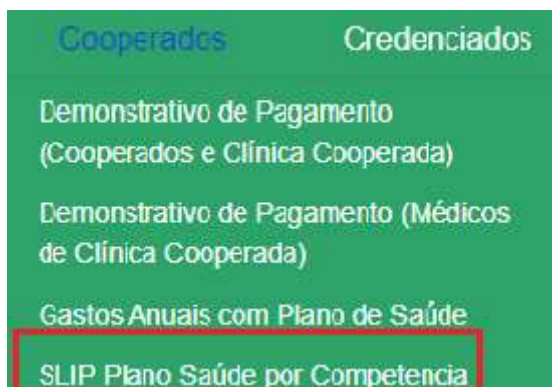 Cooperados Credenciados
Demonstrativo de Pagamento
(Cooperados e Clínica Cooperada)
Demonstrativo de Pagamento (Médicos
de Clínica Cooperada)
Gastos Anuais com Plano de Saúde
SLIP Plano Saúde por Competencia